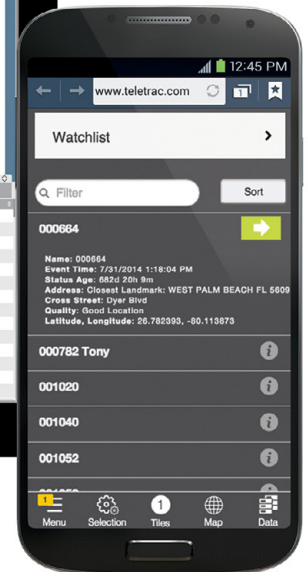 12:45 PM
www.teletrac.com
1
Watchlist
Filter
Sort
000664
Name: 000664
Event Time: 7/31/2014 1:18:04 PM
Status Age: 682d 20h 9m
Address: Closest Landmark: WEST PALM BEACH FL 5609
Cross Street: Dyer Blvd
Quality: Good Location
Latitude, Longitude: 26.782393, -80.113873
000782 Tony
001020
001040
001052
1
1
Menu Selection Tiles Map Data